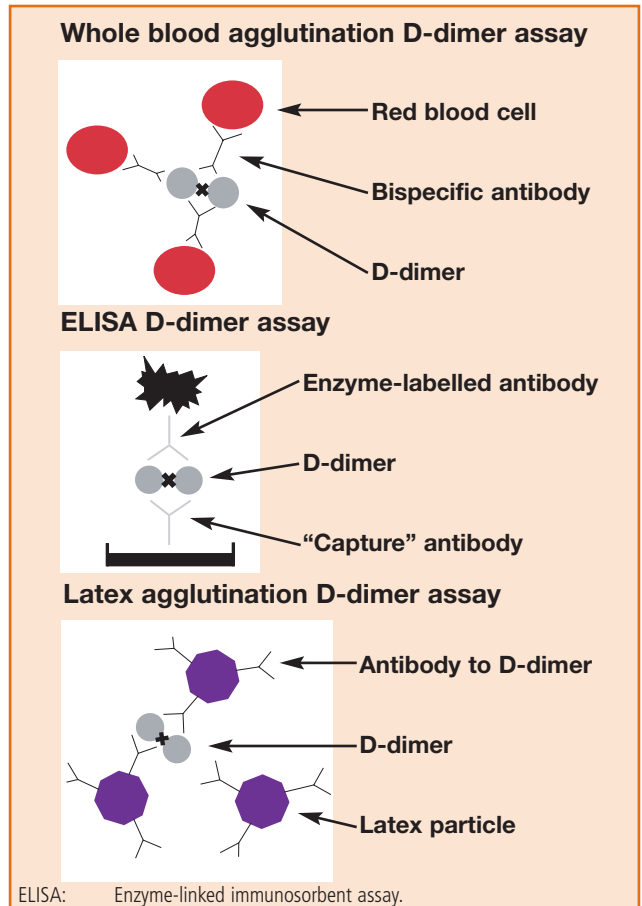 Whole blood agglutination D-dimer assay
Red blood cell
Bispecific antibody
D-dimer
ELISA D-dimer assay
Enzyme-labelled antibody
D-dimer
“Capture” antibody
Latex agglutination D-dimer assay
Antibody to D-dimer
D-dimer
Latex particle
ELISA: Enzyme-linked immunosorbent assay.